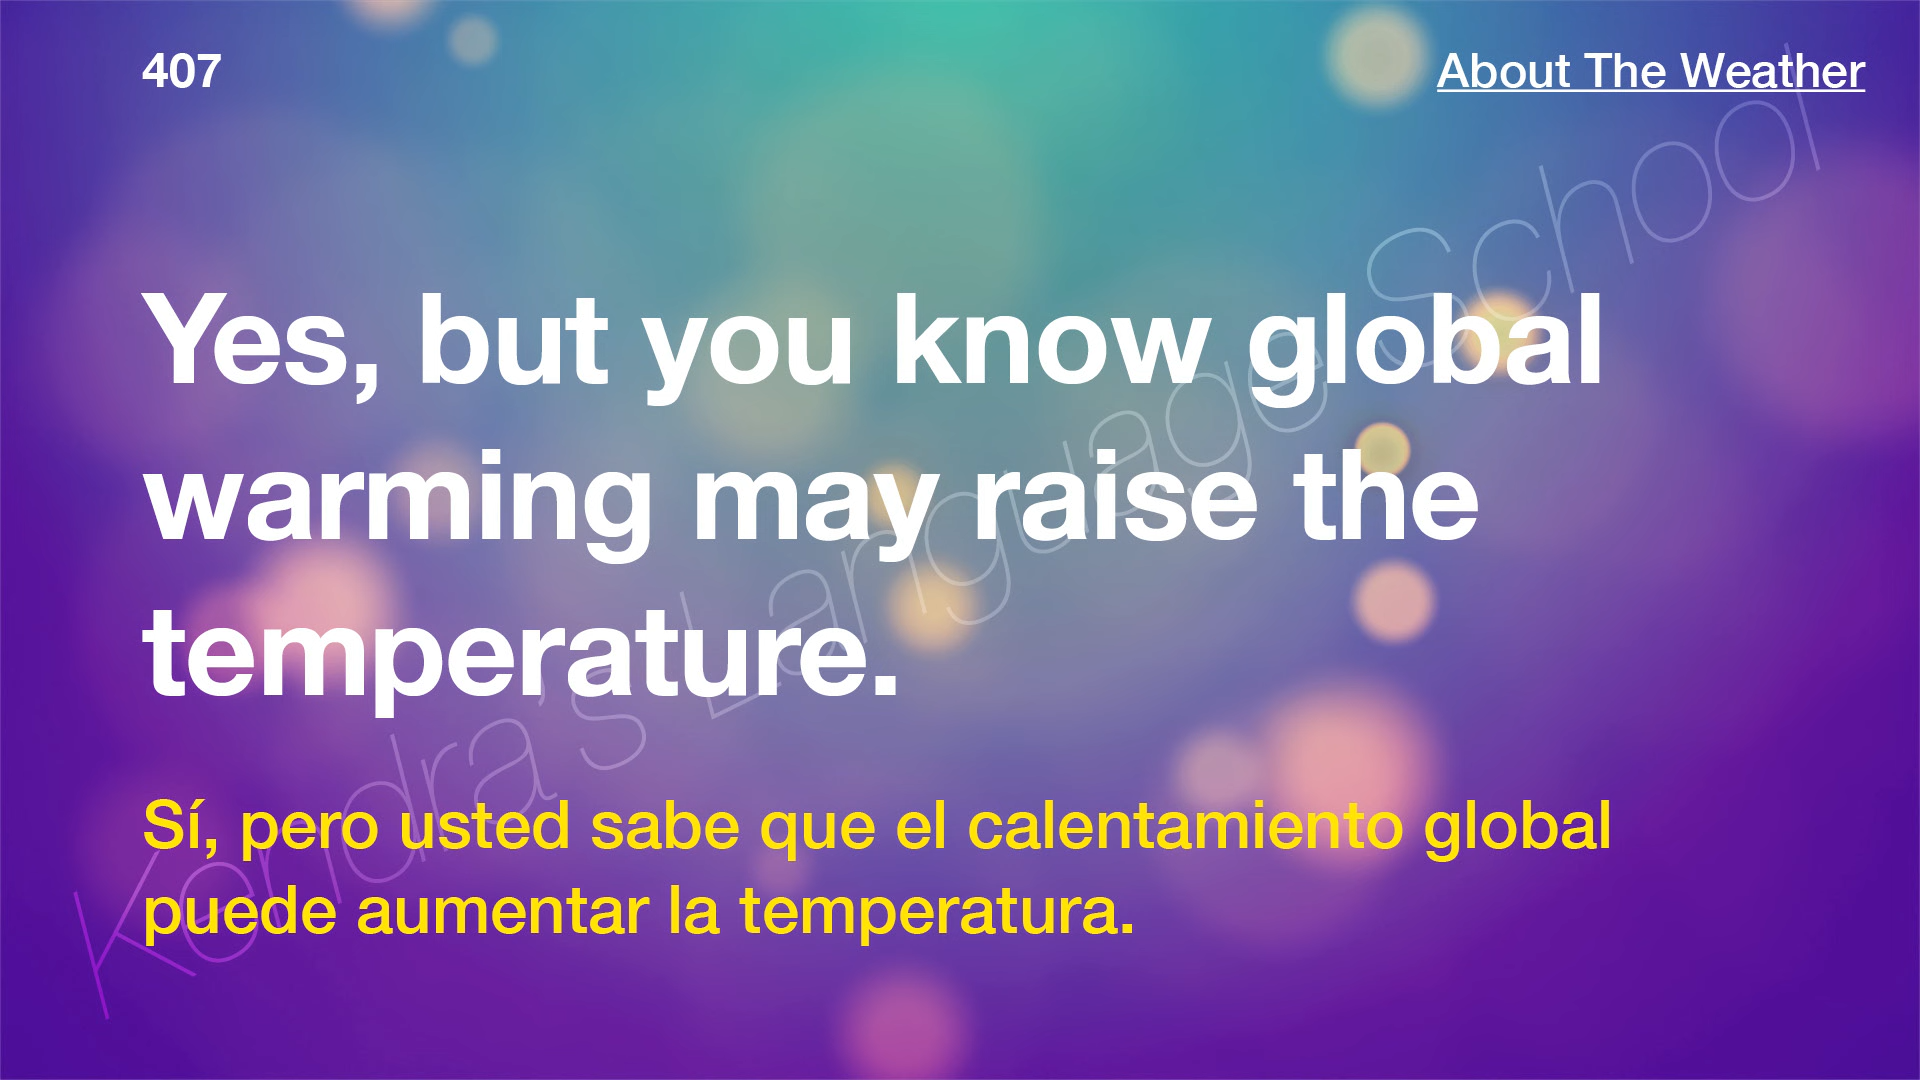 407
About The Weather
Yes, but you know global
warming may raise the
temperature.
Sí, pero usted sabe que el calentamiento global
puede aumentar la temperatura.
Kendra's Language School